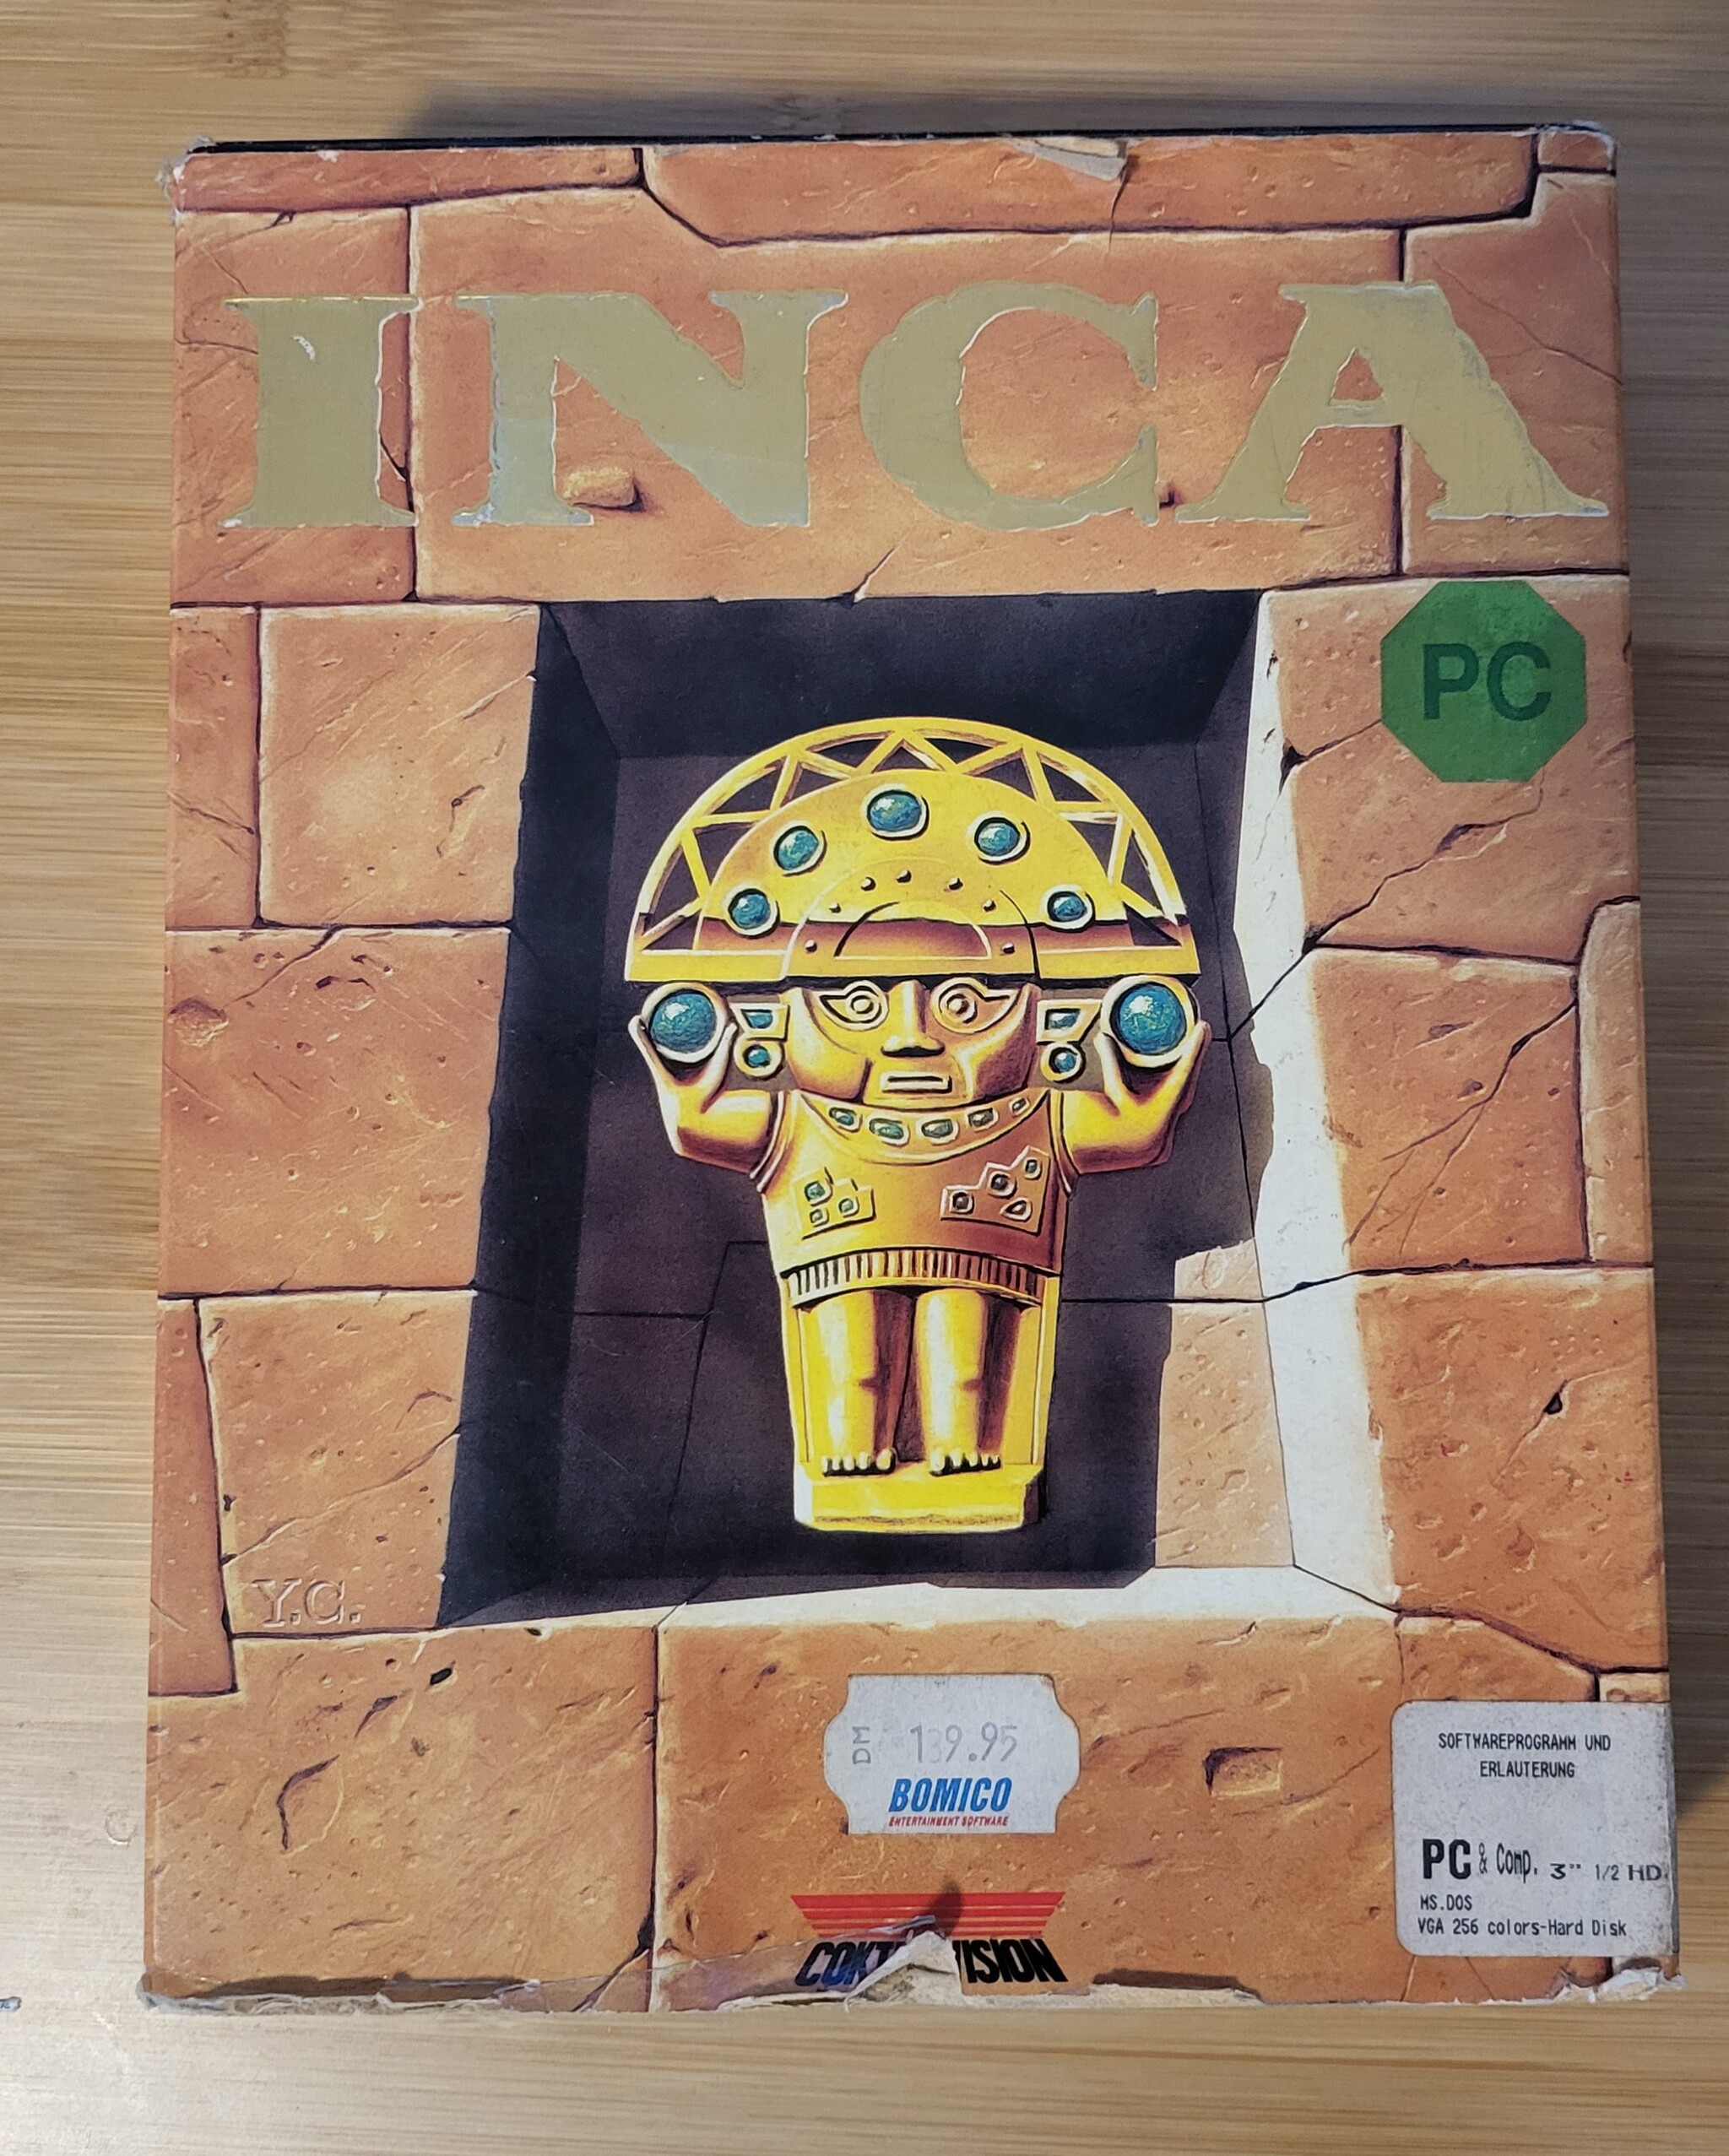 INCA
PC
Y.C.
DM 139.95
BOMICO
ENTERTAINMENT SOFTWARE
SOFTWAREPROGRAMM UND
ERLAUTERUNG
PC & Comp. 3" 1/2 HD
MS.DOS
VGA 256 colors-Hard Disk